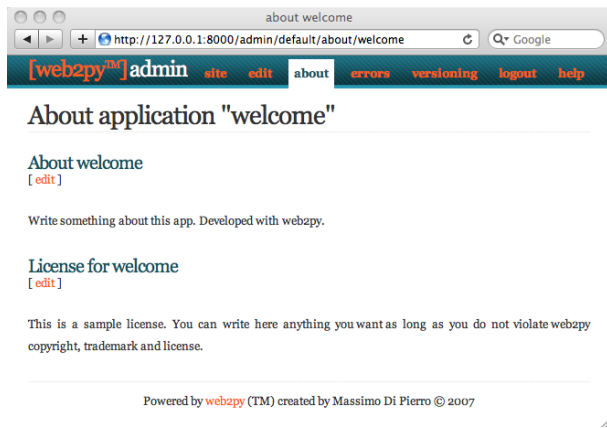 about welcome
http://127.0.0.1:8000/admin/default/about/welcome
Google
[web2py™]admin site edit about errors versioning logout help
About application "welcome"
About welcome
[ edit ]
Write something about this app. Developed with web2py.
License for welcome
[ edit ]
This is a sample license. You can write here anything you want as long as you do not violate web2py
copyright, trademark and license.
Powered by web2py (TM) created by Massimo Di Pierro © 2007